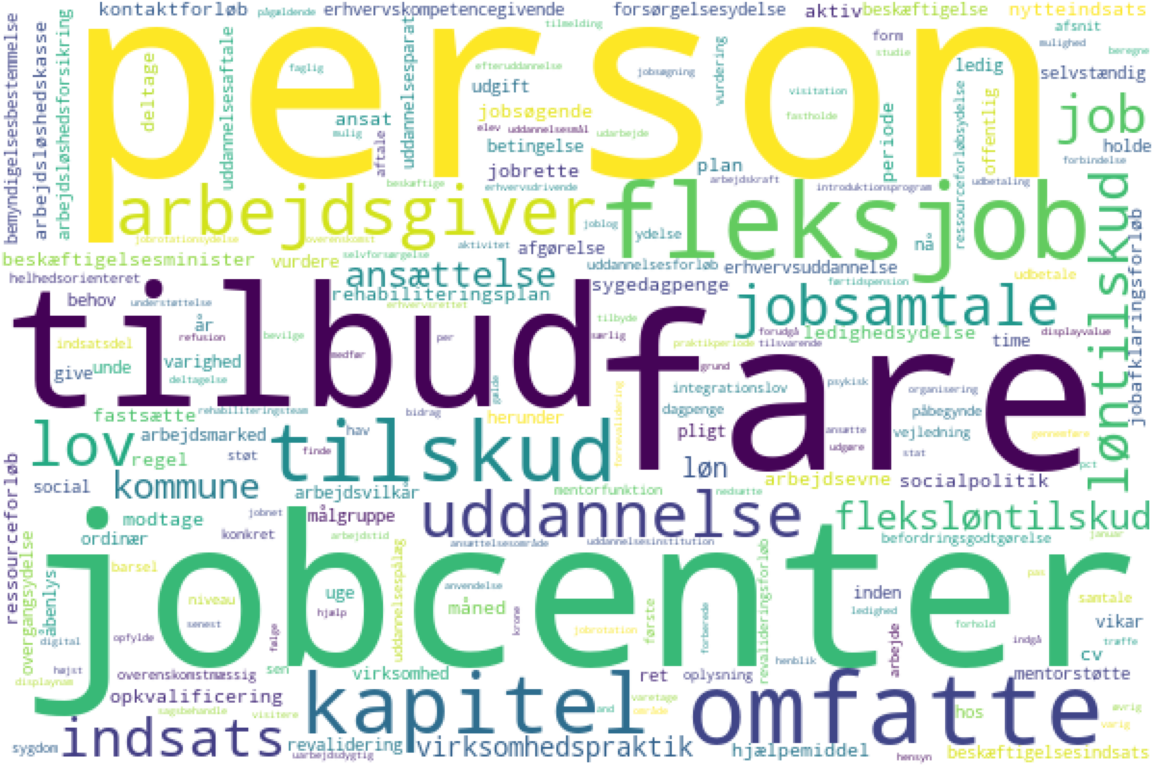 kontaktforløb pågældende erhvervskompetencegivende forsørgelsesydelse aktiv beskæftigelse nytteindsats
tilmelding form afsnit
person
bemyndigelsesbestemmelse
arbejdsløshedskasse
arbejdsløshedsforsikring
deltage
uddannelsesaftale
faglig
uddannelsesparat
efteruddannelse
jobsøgning
vurdering
studie
mulighed
beregne
ledig
selvstændig
udgift
visitation
jobsøgende
fastholde
ansat
mulig
aftale
elev
uddannelsesmål
udarbejde
betingelse
periode
offentlig
job
holde
forbindelse
jobrette
plan
ressourceforløbsydelse
beskæftige
erhvervsdrivende
arbejdskraft
introduktionsprogram
udbetaling
arbejdsgiver
fleksjob
løntilskud
jobafklaringsforløb
joblog
ydelse
nå
jobrotationsydelse
overenskomst
aktivitet
afgørelse
beskæftigelsesminister
vurdere
selvforsørgelse
uddannelsesforløb
erhvervsuddannelse
førtidspension
udbetale
helhedsorienteret
ansættelse
sygedagpenge
jobsamtale
behov
understøttelse
rehabiliteringsplan
erhvervsrettet
tilbud
fare
år
refusion
bevilge
per
tilbyde
særlig
forudgå
ledighedsydelse
displayvalue
indsatsdel
praktikperiode
tilsvarende
time
give
unde
varighed
medfør
grund
deltagelse
gælde
integrationslov
psykisk
organisering
fastsætte
rehabiliteringsteam
bidrag
herunder
forrevalidering
dagpenge
ansætte
påbegynde
lov
arbejdsmarked
hav
tilskud
pligt
udgøre
vejledning
gennemføre
regel
støt
finde
løn
stat
pct
social
kommune
arbejdsvilkår
mentorfunktion
nedsætte
arbejdsevne
socialpolitik
ressourceforløb
modtage
jobnet
målgruppe
uddannelse
fleksløntilskud
overgangsydelse
ordinær
konkret
arbejdstid
ansættelsesområde
uddannelsesinstitution
befordringsgodtgørelse
januar
jobcenter
åbenlys
barsel
uddannelsespålæg
revalideringsforløb
pas
niveau
uge
anvendelse
måned
første
inden
samtale
senest
hjælp
krone
forberede
ledighed
vikar
digital
opfylde
følge
jobrotation
arbejde
forhold
indgå
træffe
højst
sen
henblik
cv
displaynam
overenskomstmæssig
virksomhed
ret
oplysning
mentorstøtte
opkvalificering
kapitel
varetage
omfatte
hos
øvrig
sagsbehandle
visitere
and
område
varig
indsats
sygdom
revalidering
virksomhedspraktik
hjælpemiddel
beskæftigelsesindsats
uarbejdsdygtig
hensyn